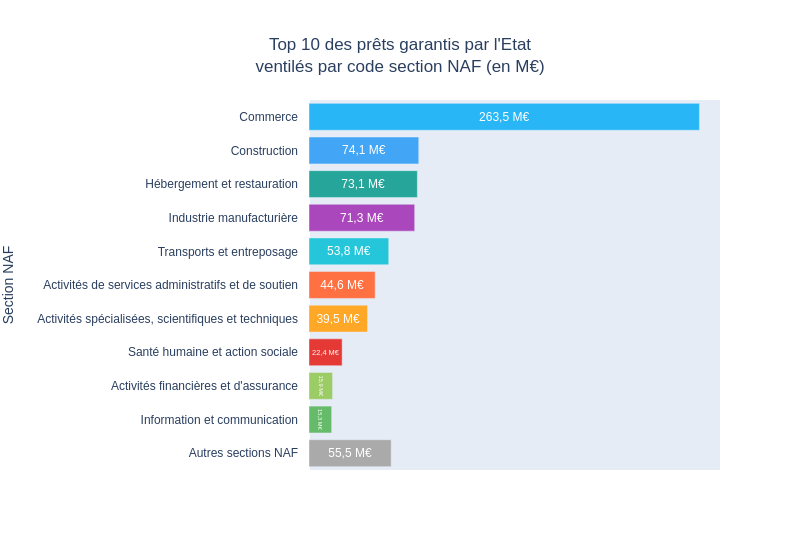 Top 10 des prêts garantis par l'Etat
ventilés par code section NAF (en M€)
Section NAF
Commerce 263,5 M€
Construction 74,1 M€
Hébergement et restauration 73,1 M€
Industrie manufacturière 71,3 M€
Transports et entreposage 53,8 M€
Activités de services administratifs et de soutien 44,6 M€
Activités spécialisées, scientifiques et techniques 39,5 M€
Santé humaine et action sociale 22,4 M€
Activités financières et d'assurance
Information et communication
Autres sections NAF 55,5 M€